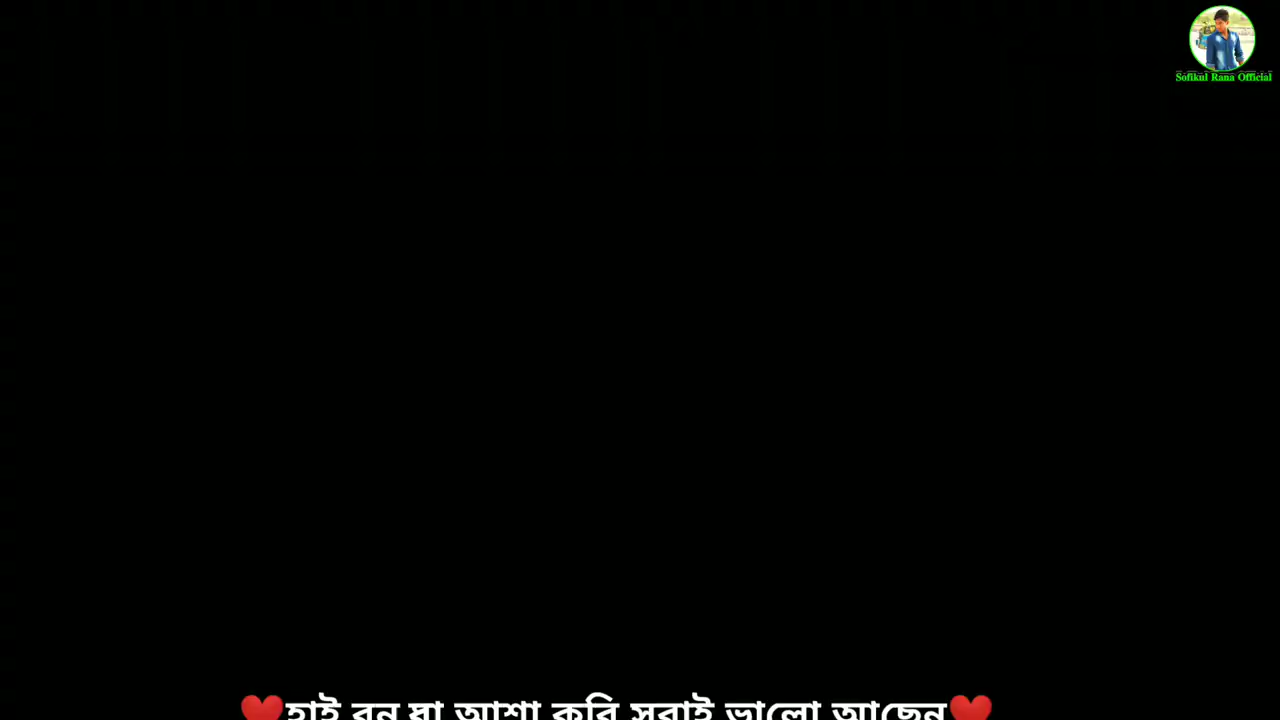 Sofikul Rana Official
❤️হাই বন্ধুরা আশা করি সবাই ভালো আছেন❤️